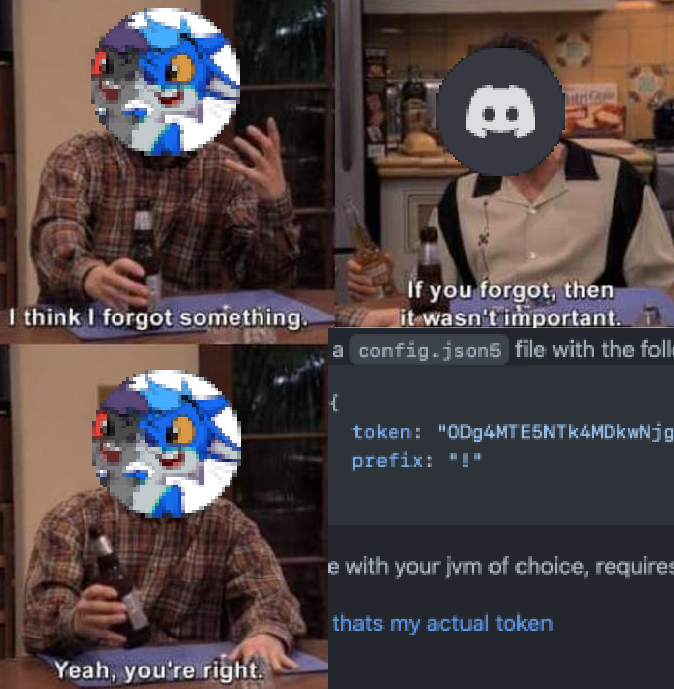 I think I forgot something.
If you forgot, then
it wasn't important.
a config.json5 file with the foll
{
token: "ODg4MTE5NTk4MDkwNjg
prefix: "!"
e with your jvm of choice, requires
thats my actual token
Yeah, you're right.